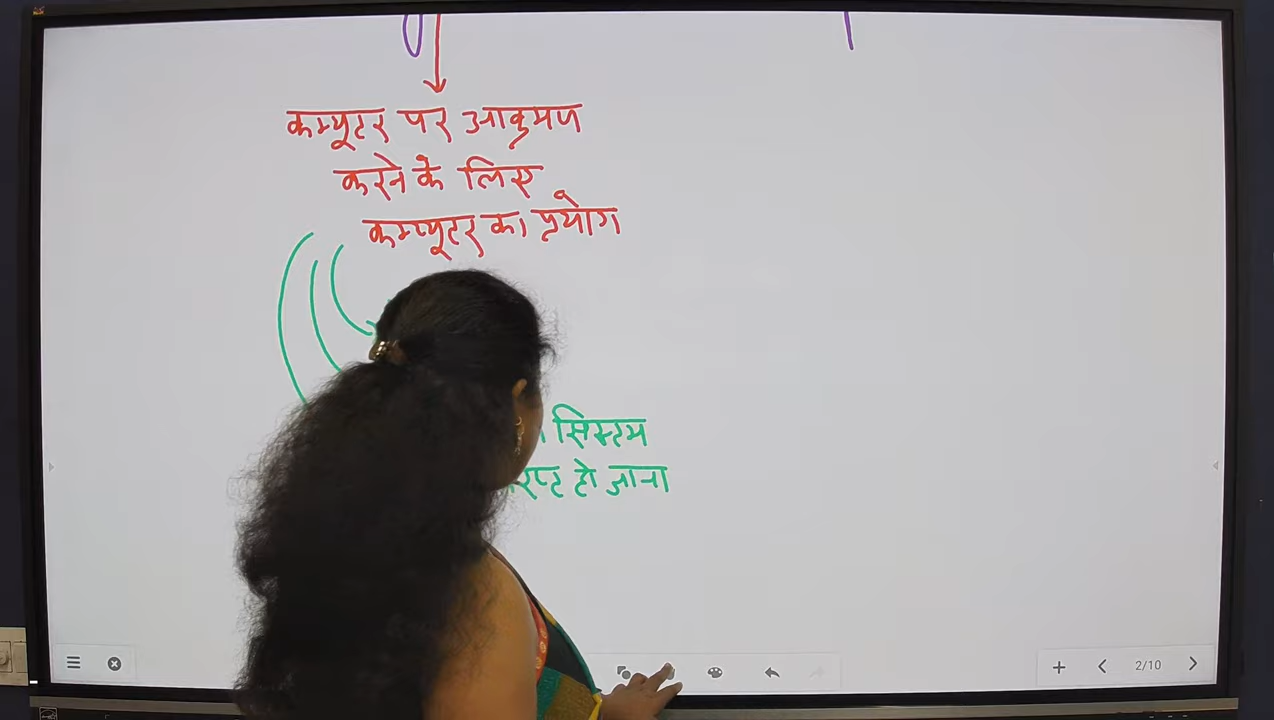 कम्प्यूटर पर आक्रमण
करने के लिए
कम्प्यूटर का प्रयोग
सिस्टम
हो जाना
2/10